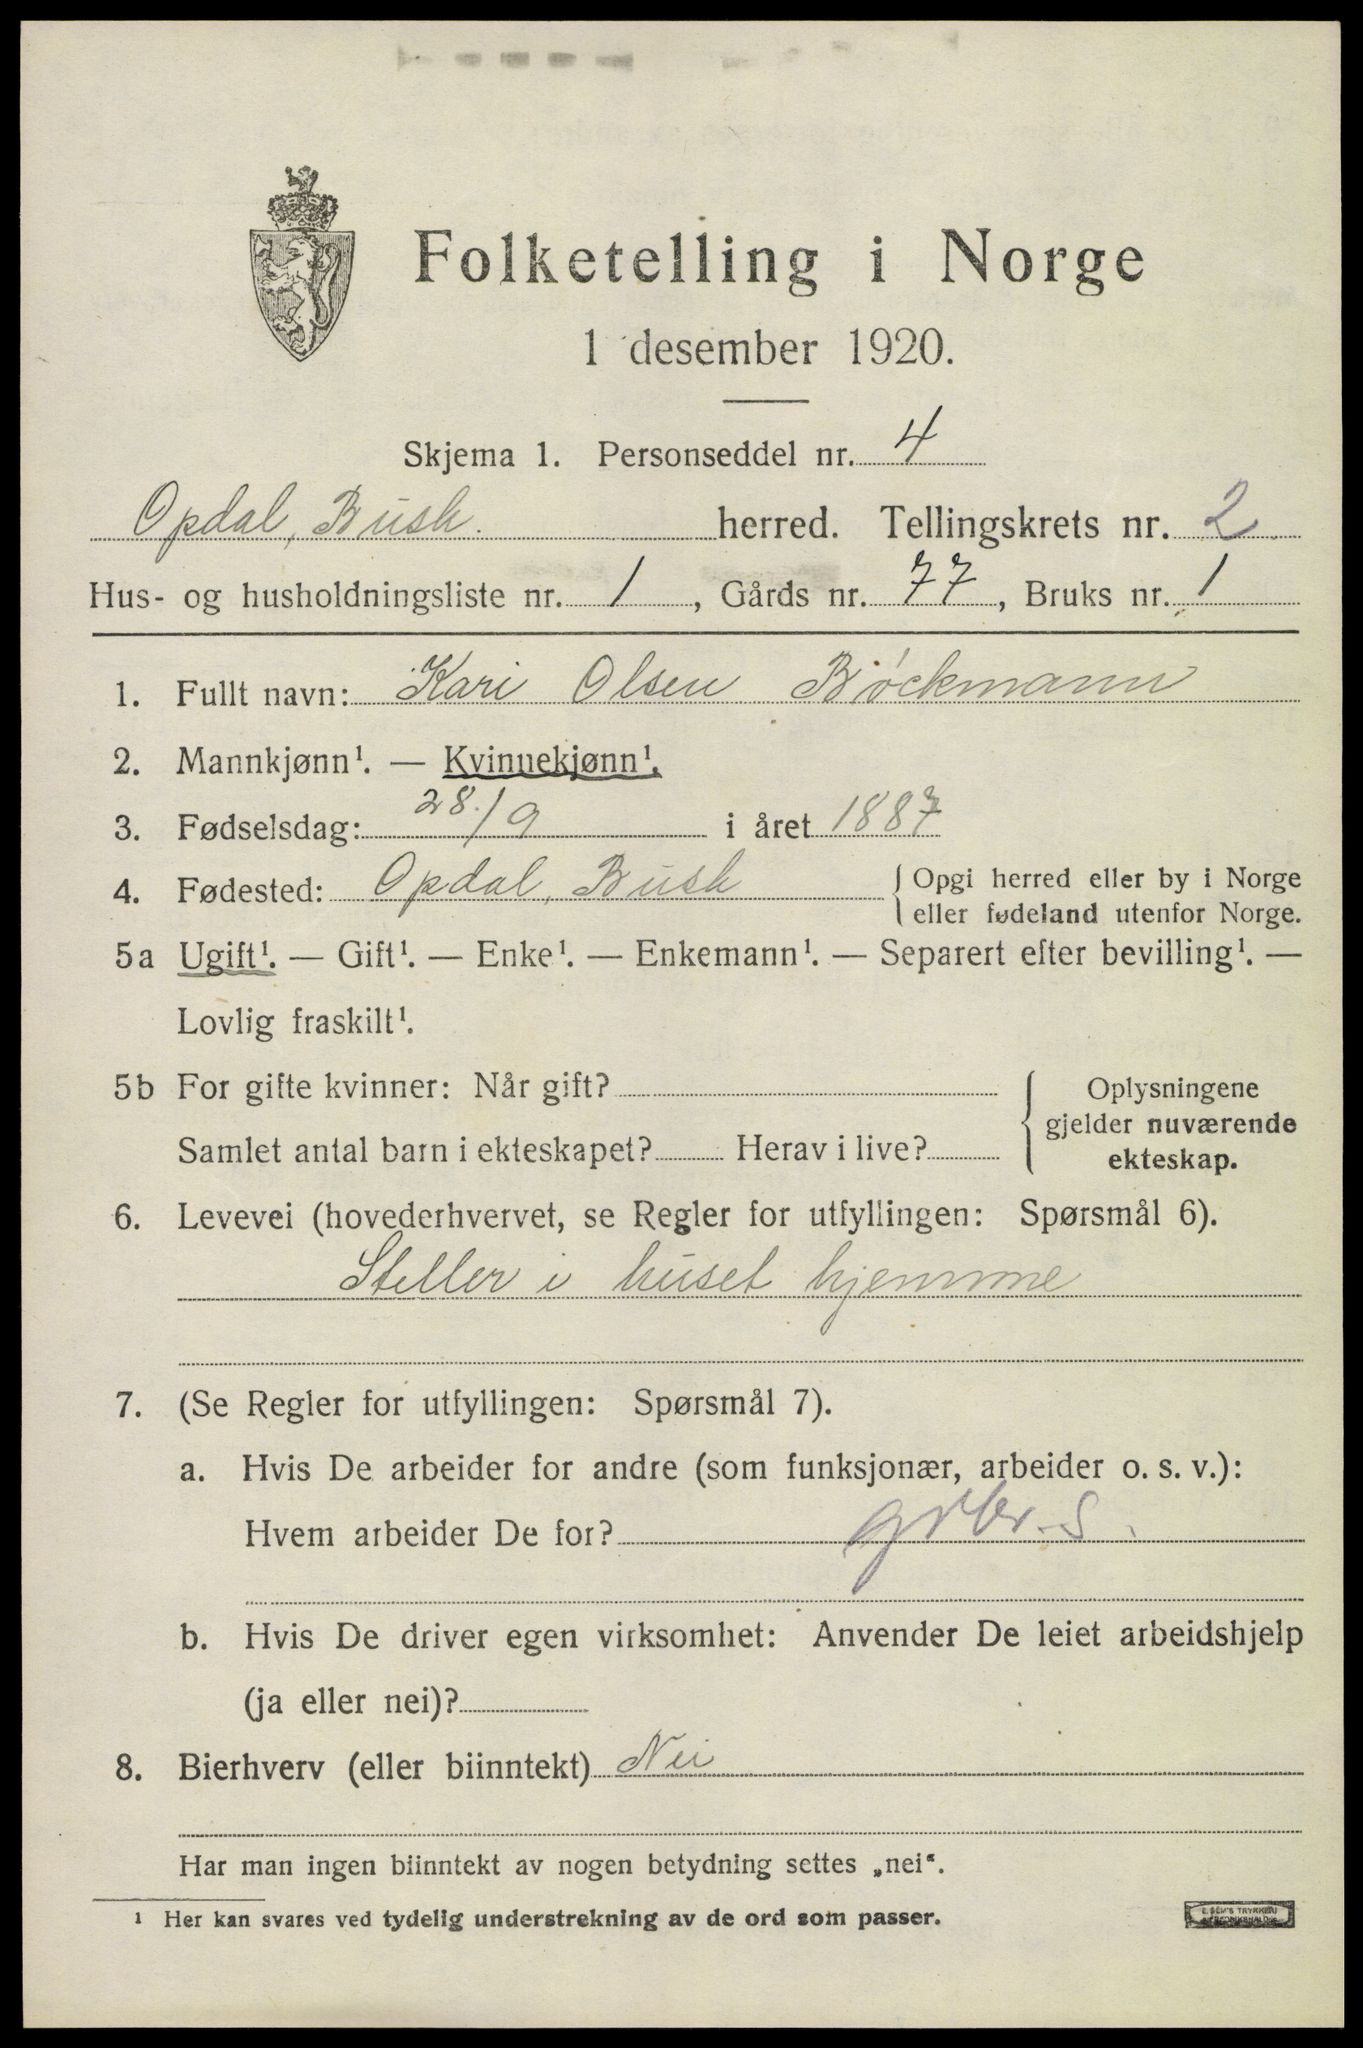 Folketelling i Norge
1 desember 1920.
Skjema 1. Personseddel nr. 4
Opdal, Busk. herred. Tellingskrets nr. 2
Hus- og husholdningsliste nr. 1, Gårds nr. 77, Bruks nr. 1
1. Fullt navn: Kari Olsen Bøckmann
2. Mannkjønn¹. — Kvinnekjønn¹.
3. Fødselsdag: 28./9 i året 1887
4. Fødested: Opdal, Busk { Opgi herred eller by i Norge
eller fødeland utenfor Norge.
5a Ugift¹. — Gift¹. — Enke¹. — Enkemann¹. — Separert efter bevilling¹. —
Lovlig fraskilt¹.
5b For gifte kvinner: Når gift? { Oplysningene
gjelder nuværende
Samlet antal barn i ekteskapet? Herav i live? ekteskap.
6. Levevei (hovederhvervet, se Regler for utfyllingen: Spørsmål 6).
Steller i huset hjemme
7. (Se Regler for utfyllingen: Spørsmål 7).
a. Hvis De arbeider for andre (som funksjonær, arbeider o. s. v.):
Hvem arbeider De for?
b. Hvis De driver egen virksomhet: Anvender De leiet arbeidshjelp
(ja eller nei)?
8. Bierhverv (eller biinntekt) Nei
Har man ingen biinntekt av nogen betydning settes „nei“.
¹ Her kan svares ved tydelig understrekning av de ord som passer.
E. SEM'S TRYKKERI
FREDRIKSHALD